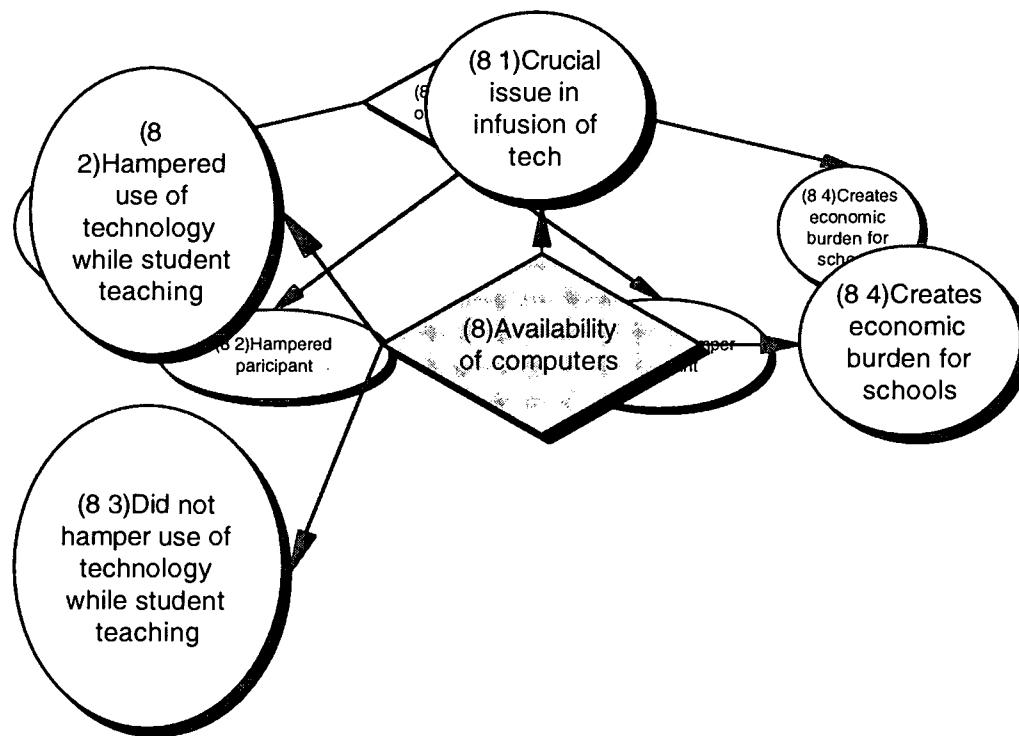 (8 1)Crucial
issue in
infusion of
tech
(8
(8
2)Hampered
use of
technology
while student
teaching
(8 4)Creates
economic
burden for
(8 4)Creates
economic
burden for
schools
(8)Availability
of computers
(8 2)Hampered
paricipant
(8 3)Did not
hamper use of
technology
while student
teaching